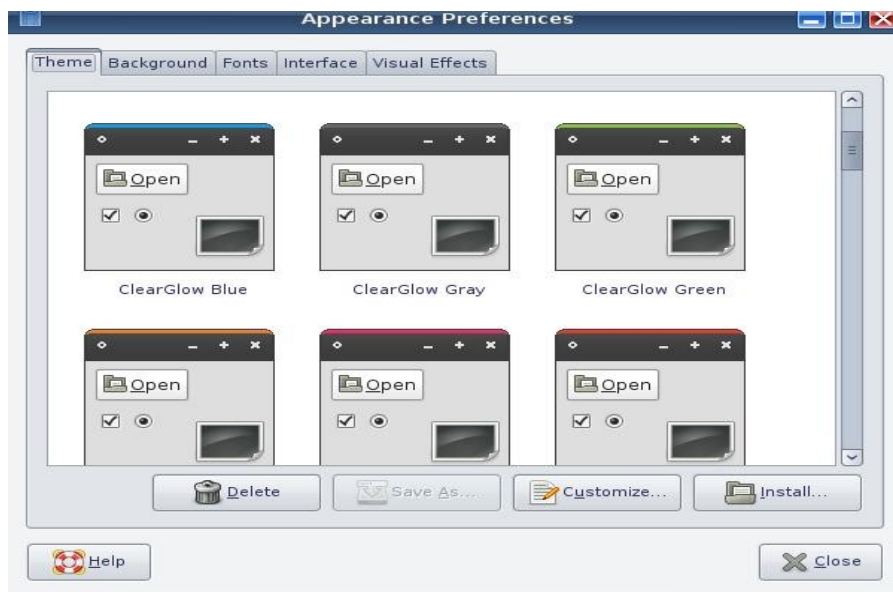 Appearance Preferences
Theme Background Fonts Interface Visual Effects
Open Open Open
ClearGlow Blue ClearGlow Gray ClearGlow Green
Open Open Open
Delete Save As... Customize... Install...
Help Close